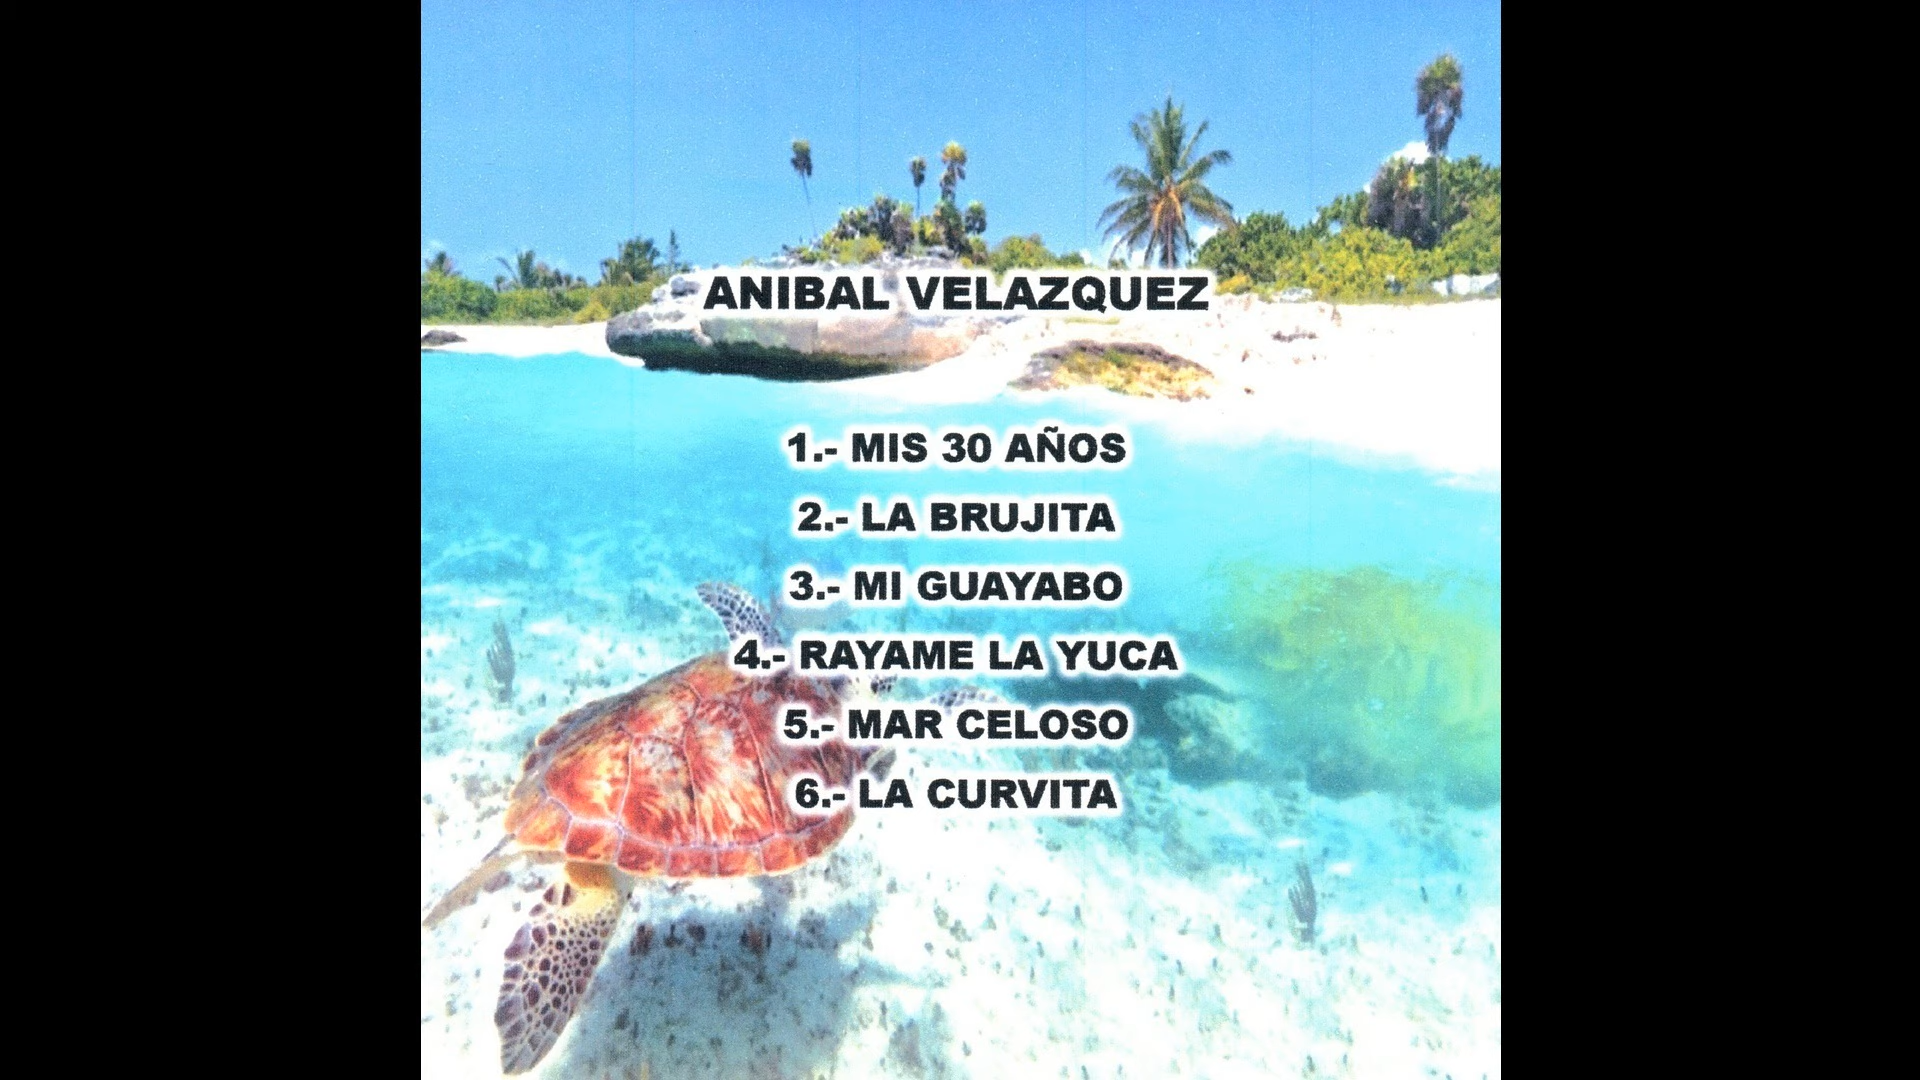 ANIBAL VELAZQUEZ
1.- MIS 30 AÑOS
2.- LA BRUJITA
3.- MI GUAYABO
4.- RAYAME LA YUCA
5.- MAR CELOSO
6.- LA CURVITA